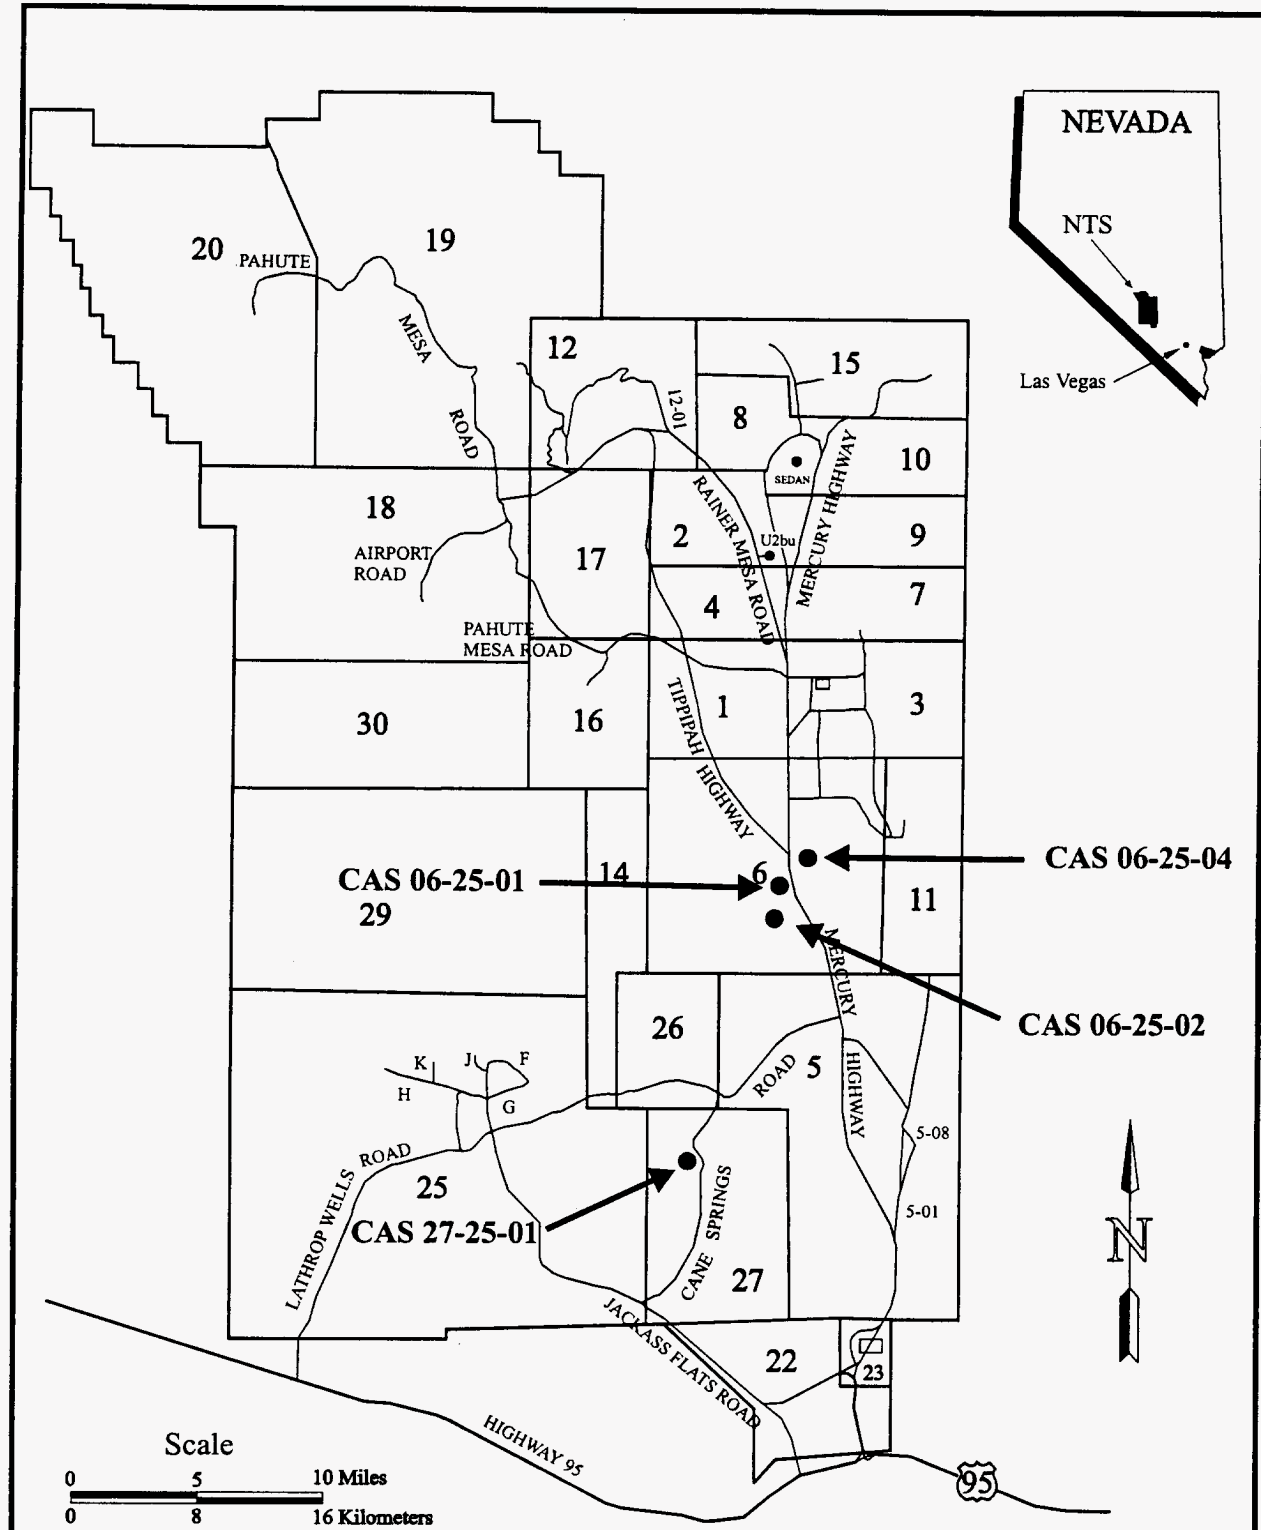 NEVADA
NTS
Las Vegas
20
19
PAHUTE
MESA
ROAD
12
12-01
15
8
10
SEDAN
MERCURY HIGHWAY
18
AIRPORT
ROAD
17
2
RAINER MESA ROAD
U2bu
9
7
4
PAHUTE
MESA ROAD
30
16
TIPPIPAH HIGHWAY
1
3
CAS 06-25-04
CAS 06-25-01
14
6
11
29
MERCURY
HIGHWAY
CAS 06-25-02
26
5
ROAD
K
J
F
H
G
5-08
5-01
LATHROP WELLS ROAD
25
CAS 27-25-01
CANE SPRINGS
27
JACKASS FLATS ROAD
22
23
HIGHWAY 95
95
N
Scale
0 5 10 Miles
0 8 16 Kilometers